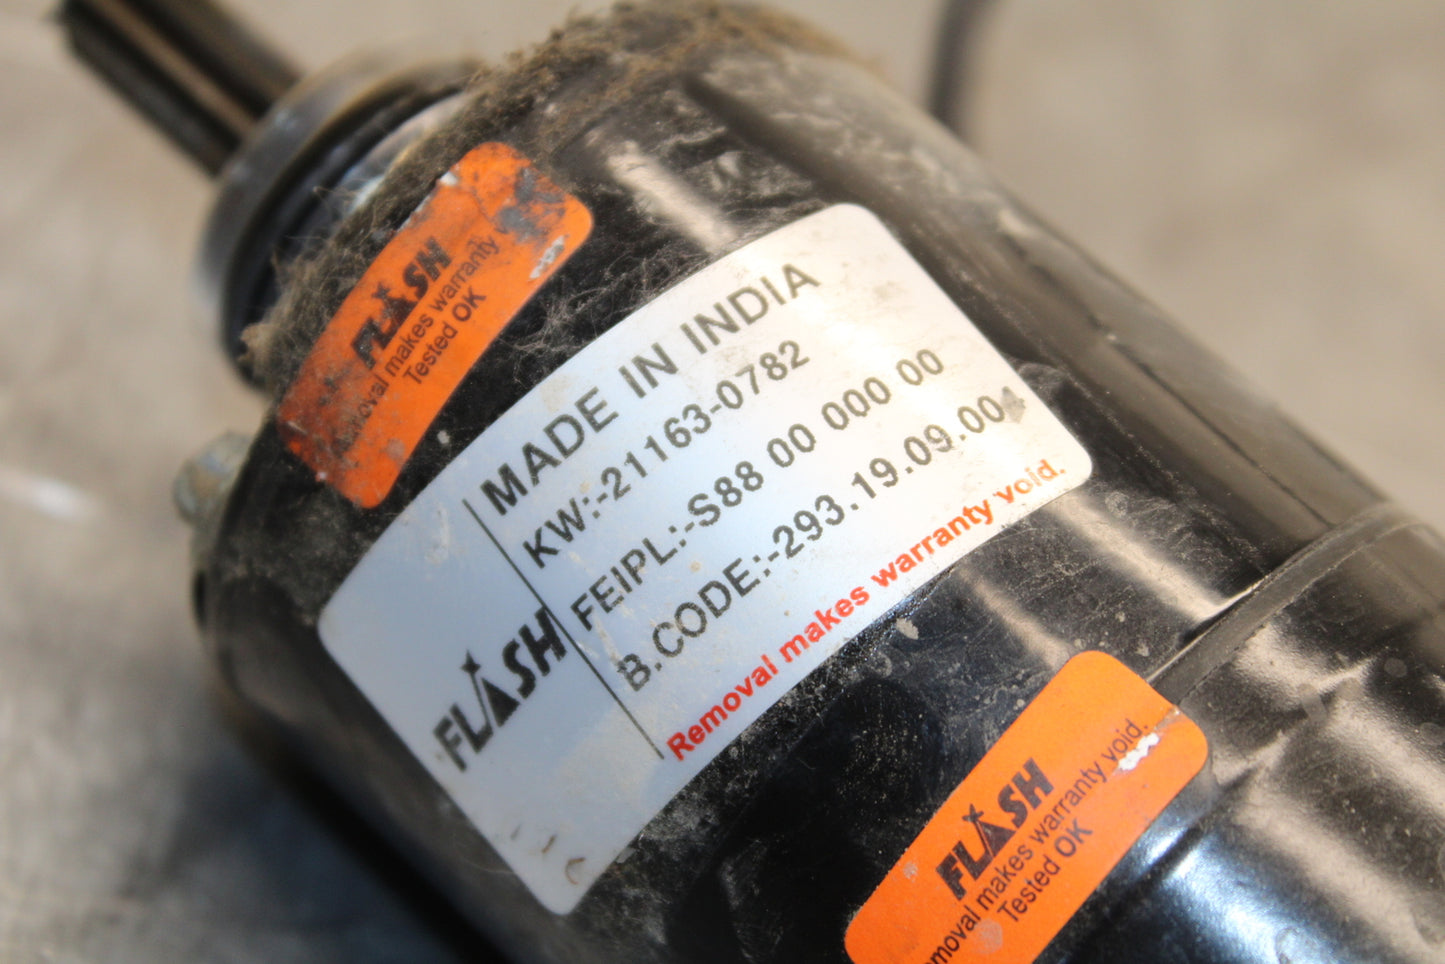 FLASH
Removal makes warranty
Tested OK
MADE IN INDIA
KW:-21163-0782
FEIPL:-S88 00 000 00
B.CODE:-293.19.09.004
Removal makes warranty void.
FLASH
FLASH
Removal makes warranty void.
Tested OK